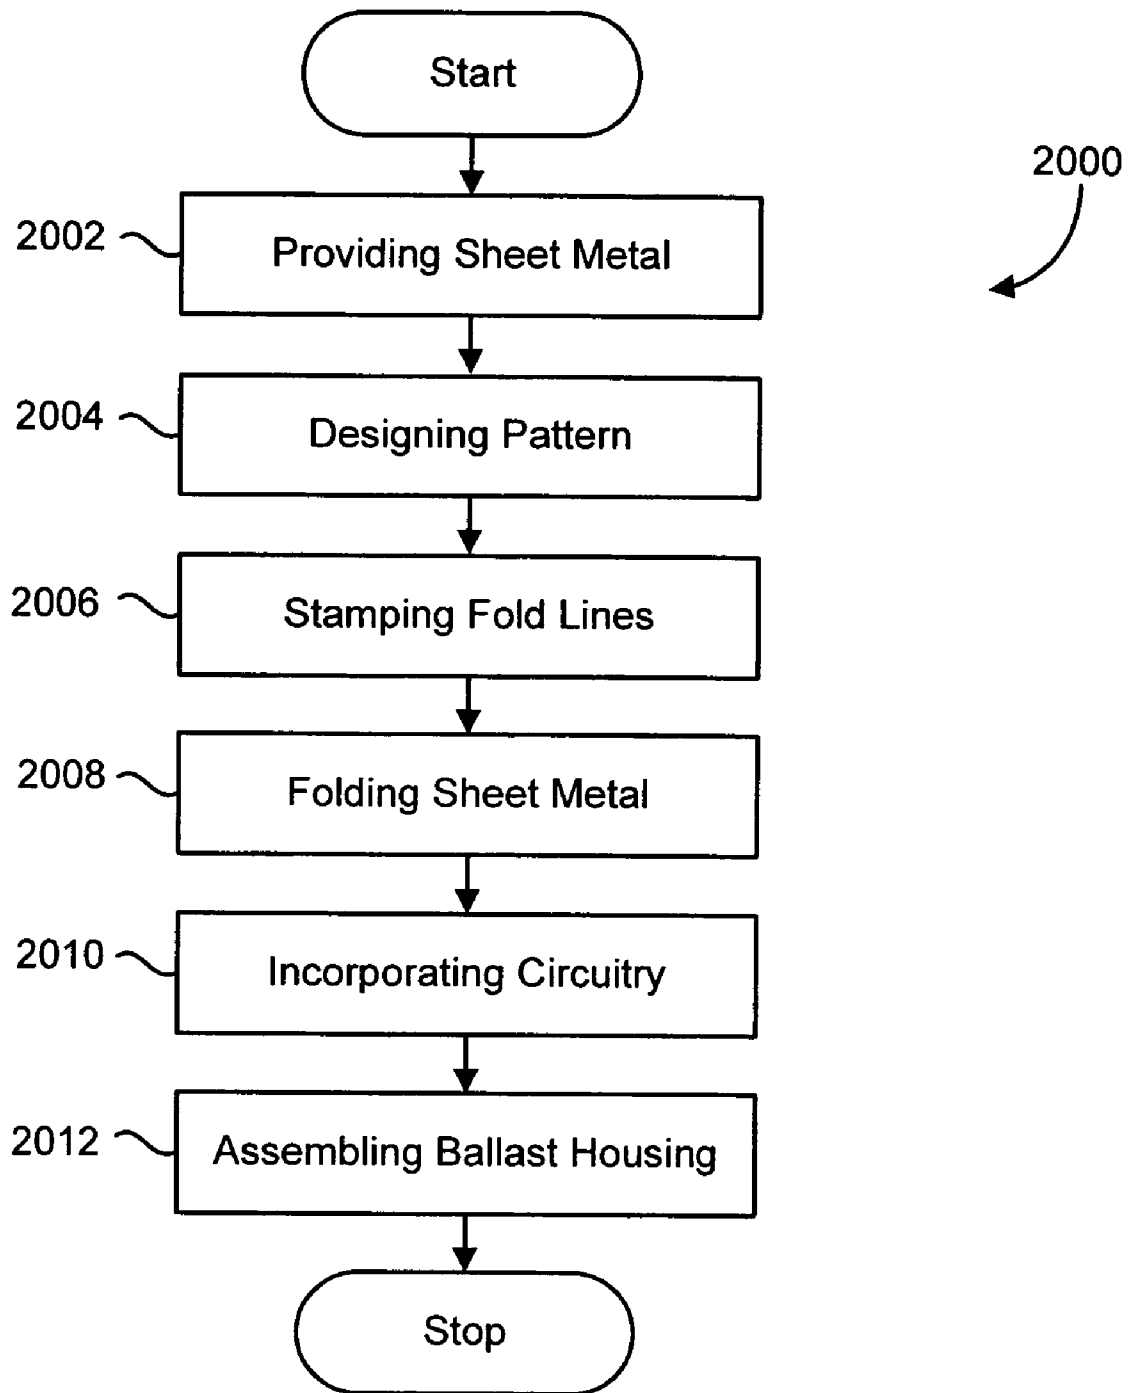 Start
2000
2002
Providing Sheet Metal
2004
Designing Pattern
2006
Stamping Fold Lines
2008
Folding Sheet Metal
2010
Incorporating Circuitry
2012
Assembling Ballast Housing
Stop